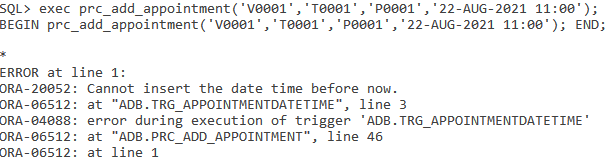 SQL> exec prc_add_appointment('V0001','T0001','P0001','22-AUG-2021 11:00');
BEGIN prc_add_appointment('V0001','T0001','P0001','22-AUG-2021 11:00'); END;
*
ERROR at line 1:
ORA-20052: Cannot insert the date time before now.
ORA-06512: at "ADB.TRG_APPOINTMENTDATETIME", line 3
ORA-04088: error during execution of trigger 'ADB.TRG_APPOINTMENTDATETIME'
ORA-06512: at "ADB.PRC_ADD_APPOINTMENT", line 46
ORA-06512: at line 1